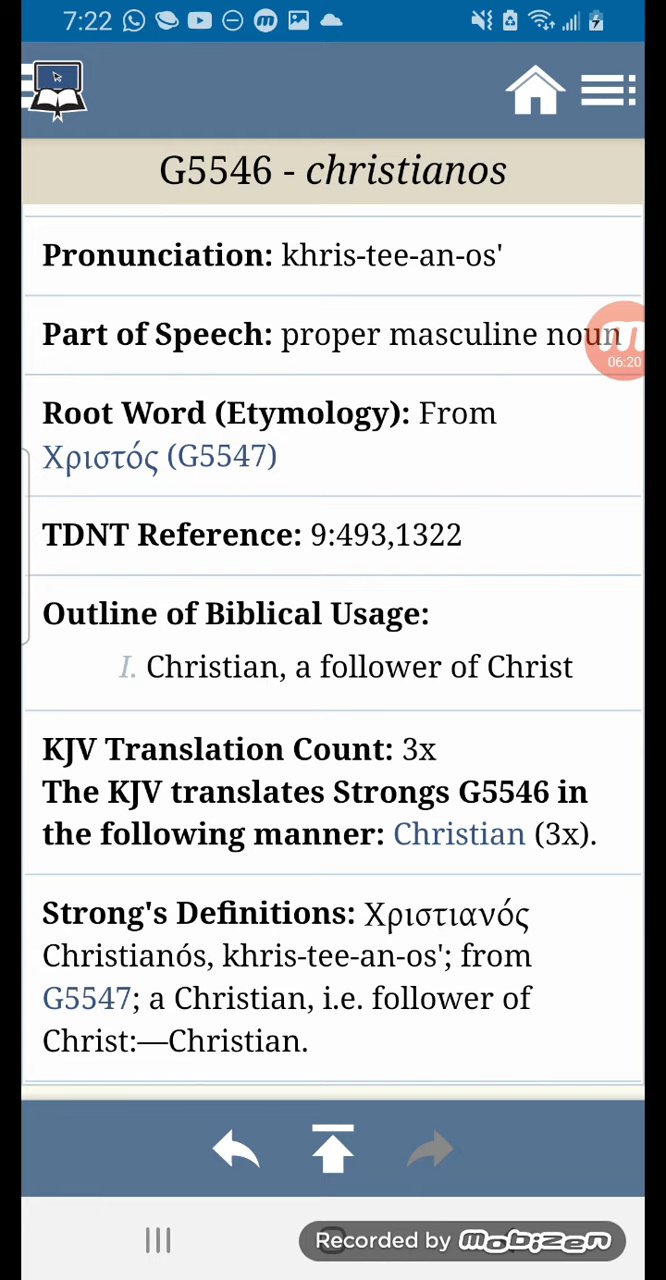 7:22
G5546 - christianos
Pronunciation: khris-tee-an-os'
Part of Speech: proper masculine noun
06:20
Root Word (Etymology): From
Χριστός (G5547)
TDNT Reference: 9:493,1322
Outline of Biblical Usage:
I. Christian, a follower of Christ
KJV Translation Count: 3x
The KJV translates Strongs G5546 in
the following manner: Christian (3x).
Strong's Definitions: Χριστιανός
Christianós, khris-tee-an-os'; from
G5547; a Christian, i.e. follower of
Christ:—Christian.
Recorded by mobizen